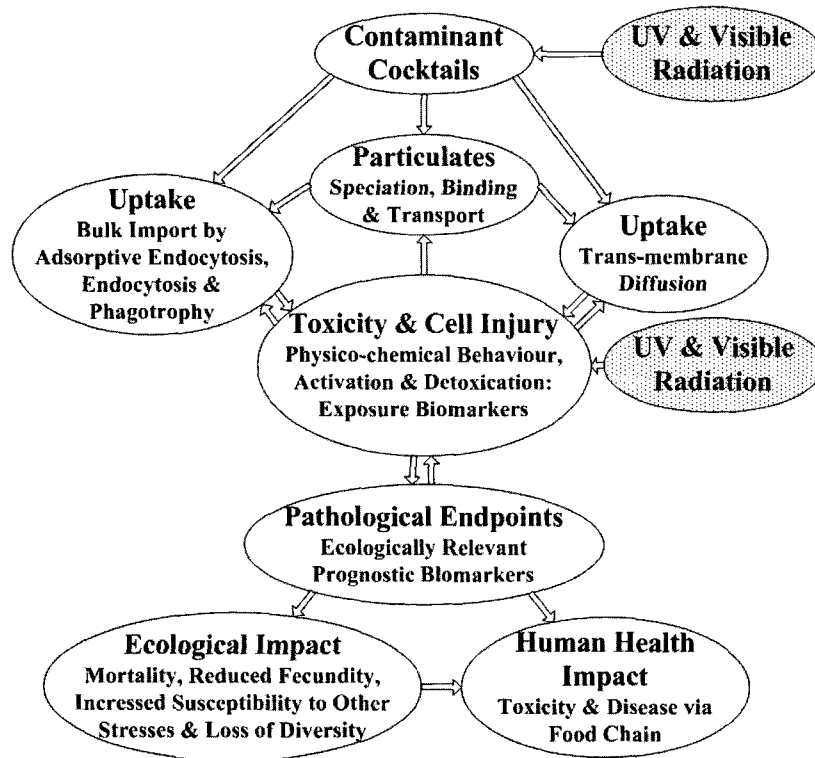 Contaminant
Cocktails
UV & Visible
Radiation
Particulates
Speciation, Binding
& Transport
Uptake
Bulk Import by
Adsorptive Endocytosis,
Endocytosis &
Phagotrophy
Uptake
Trans-membrane
Diffusion
Toxicity & Cell Injury
Physico-chemical Behaviour,
Activation & Detoxication:
Exposure Biomarkers
UV & Visible
Radiation
Pathological Endpoints
Ecologically Relevant
Prognostic Biomarkers
Ecological Impact
Mortality, Reduced Fecundity,
Increased Susceptibility to Other
Stresses & Loss of Diversity
Human Health
Impact
Toxicity & Disease via
Food Chain